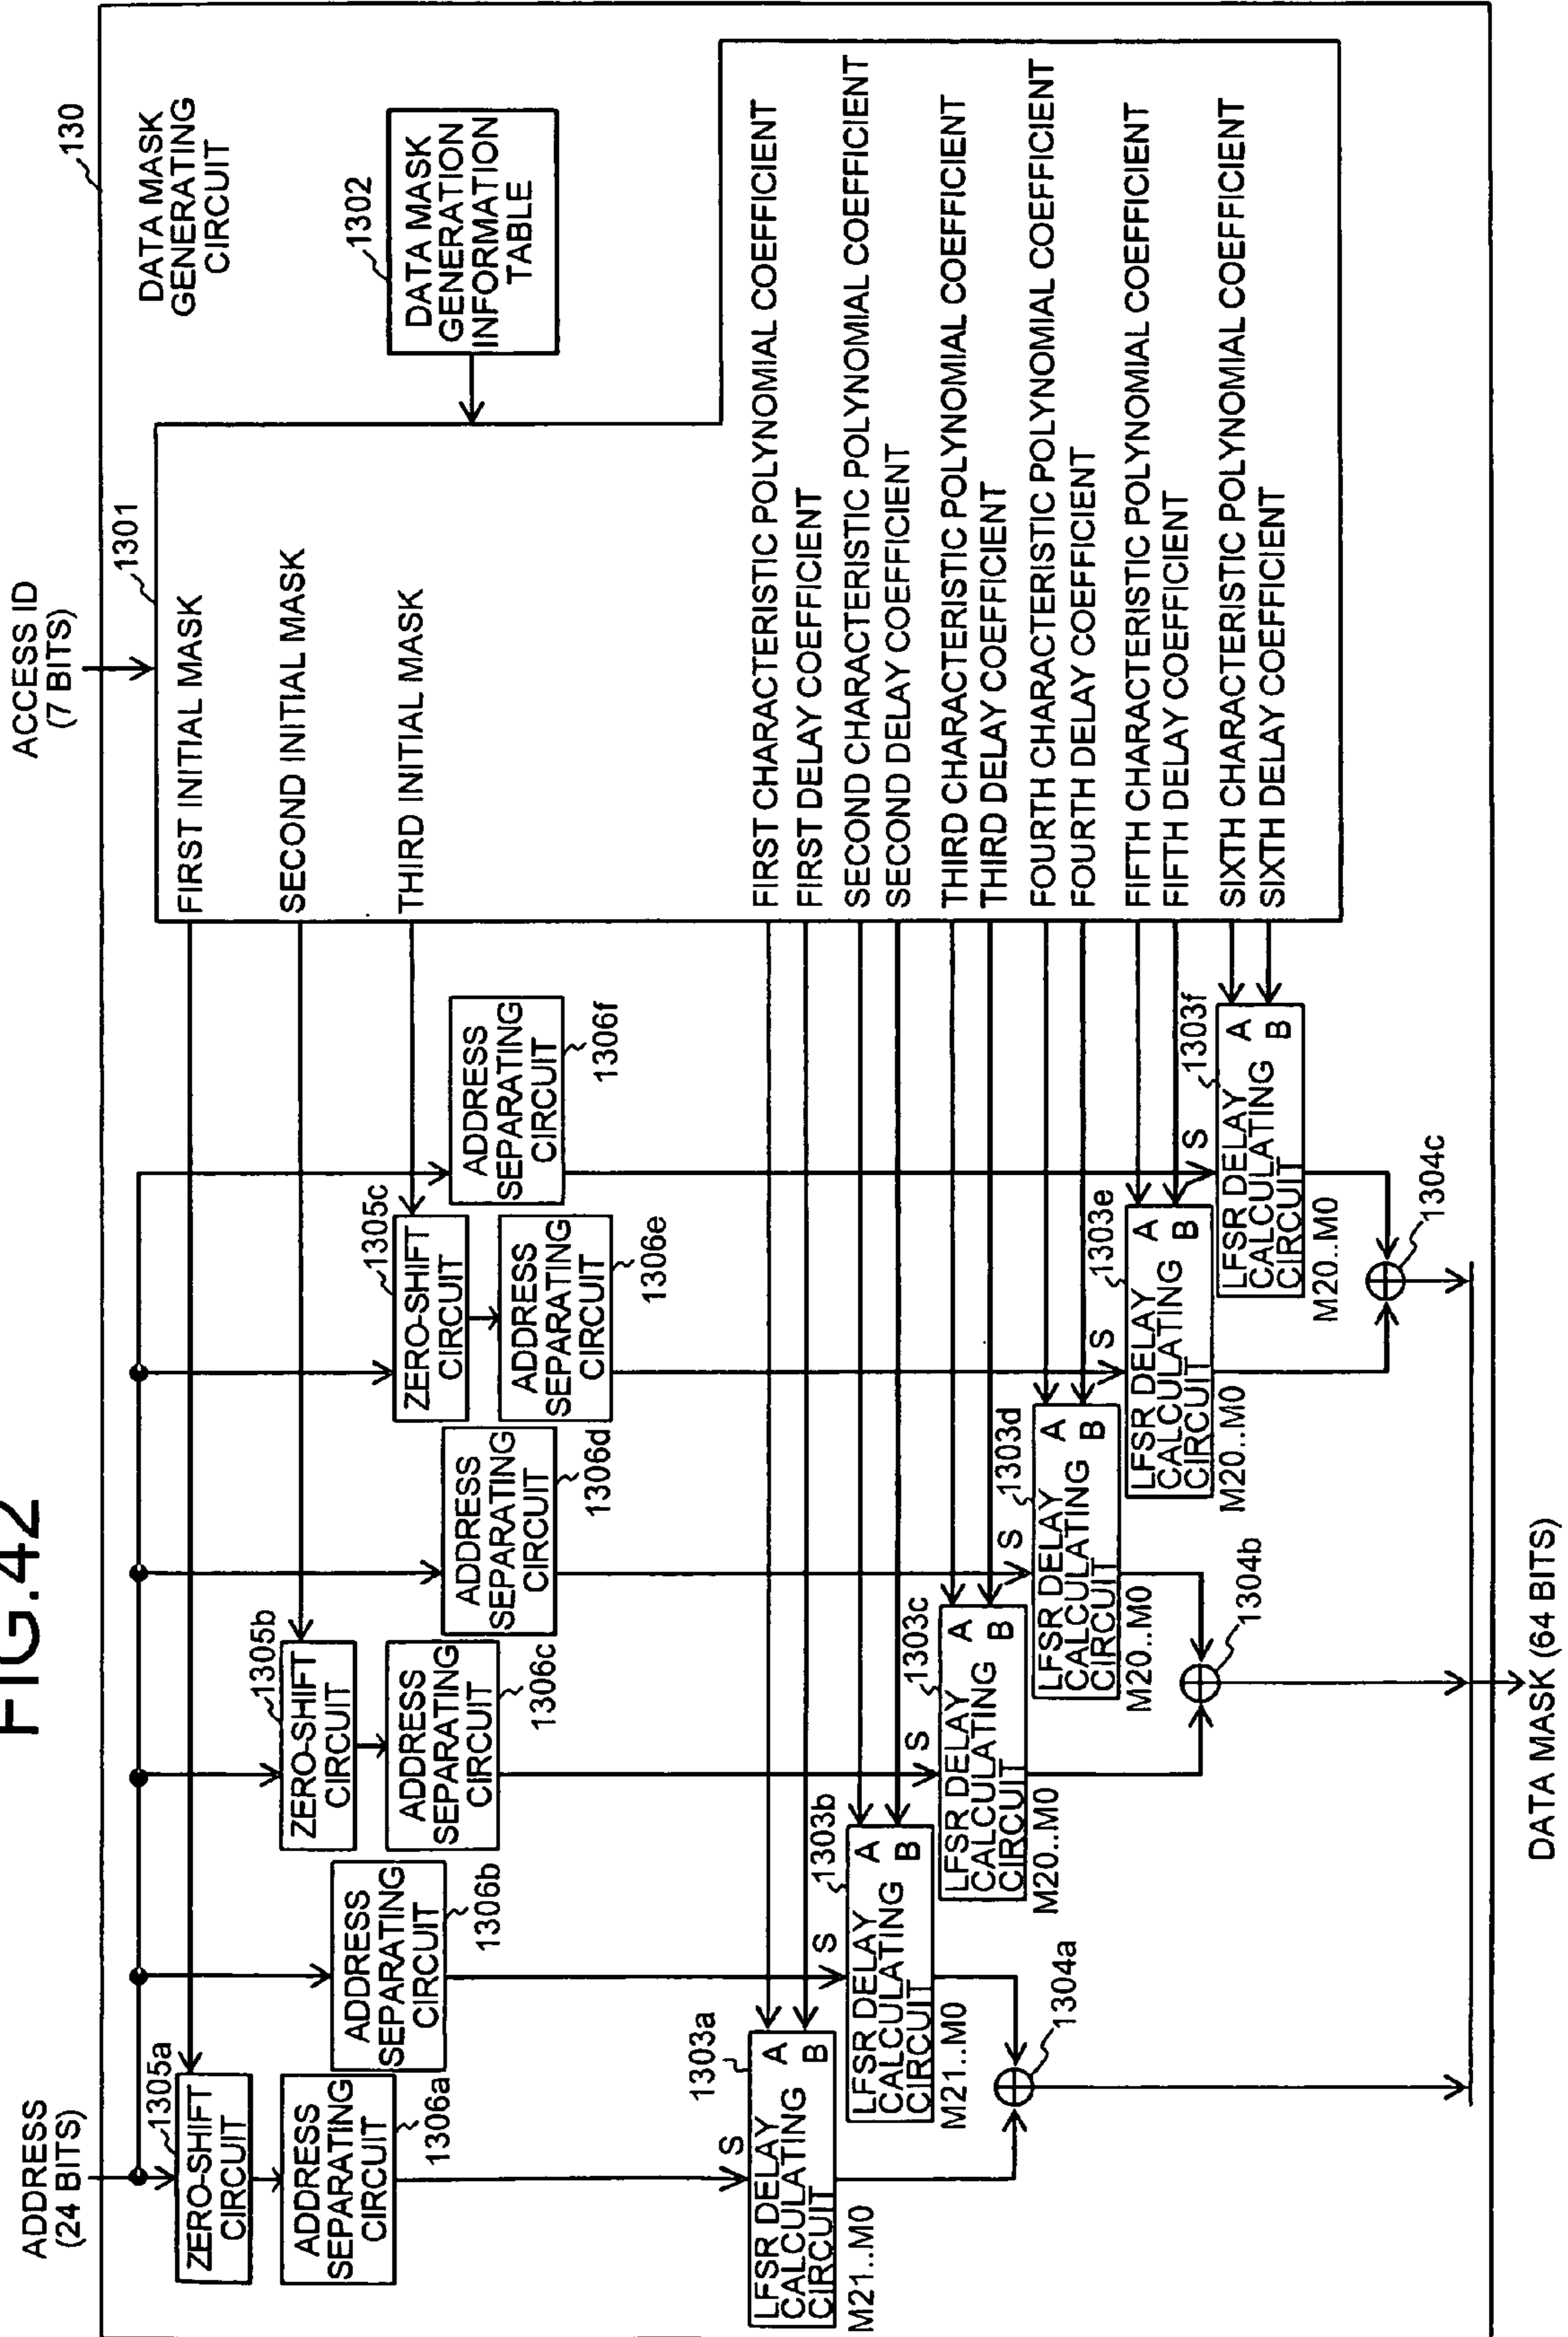 FIG.42
ADDRESS
(24 BITS)
ACCESS ID
(7 BITS)
130
DATA MASK
GENERATING
CIRCUIT
1301
FIRST INITIAL MASK
SECOND INITIAL MASK
THIRD INITIAL MASK
1302
DATA MASK
GENERATION
INFORMATION
TABLE
1305a
ZERO-SHIFT
CIRCUIT
ADDRESS
SEPARATING
CIRCUIT
1306a
ADDRESS
SEPARATING
CIRCUIT
1306b
1305b
ZERO-SHIFT
CIRCUIT
ADDRESS
SEPARATING
CIRCUIT
1306c
ADDRESS
SEPARATING
CIRCUIT
1306d
1305c
ZERO-SHIFT
CIRCUIT
ADDRESS
SEPARATING
CIRCUIT
1306e
ADDRESS
SEPARATING
CIRCUIT
1306f
FIRST CHARACTERISTIC POLYNOMIAL COEFFICIENT
FIRST DELAY COEFFICIENT
SECOND CHARACTERISTIC POLYNOMIAL COEFFICIENT
SECOND DELAY COEFFICIENT
THIRD CHARACTERISTIC POLYNOMIAL COEFFICIENT
THIRD DELAY COEFFICIENT
FOURTH CHARACTERISTIC POLYNOMIAL COEFFICIENT
FOURTH DELAY COEFFICIENT
FIFTH CHARACTERISTIC POLYNOMIAL COEFFICIENT
FIFTH DELAY COEFFICIENT
SIXTH CHARACTERISTIC POLYNOMIAL COEFFICIENT
SIXTH DELAY COEFFICIENT
1303a
S
LFSR DELAY
CALCULATING
CIRCUIT
A
B
M21..M0
1303b
S
LFSR DELAY
CALCULATING
CIRCUIT
A
B
M21..M0
1304a
1303c
S
LFSR DELAY
CALCULATING
CIRCUIT
A
B
M20..M0
1303d
S
LFSR DELAY
CALCULATING
CIRCUIT
A
B
M20..M0
1304b
1303e
S
LFSR DELAY
CALCULATING
CIRCUIT
A
B
M20..M0
1303f
S
LFSR DELAY
CALCULATING
CIRCUIT
A
B
M20..M0
1304c
DATA MASK (64 BITS)